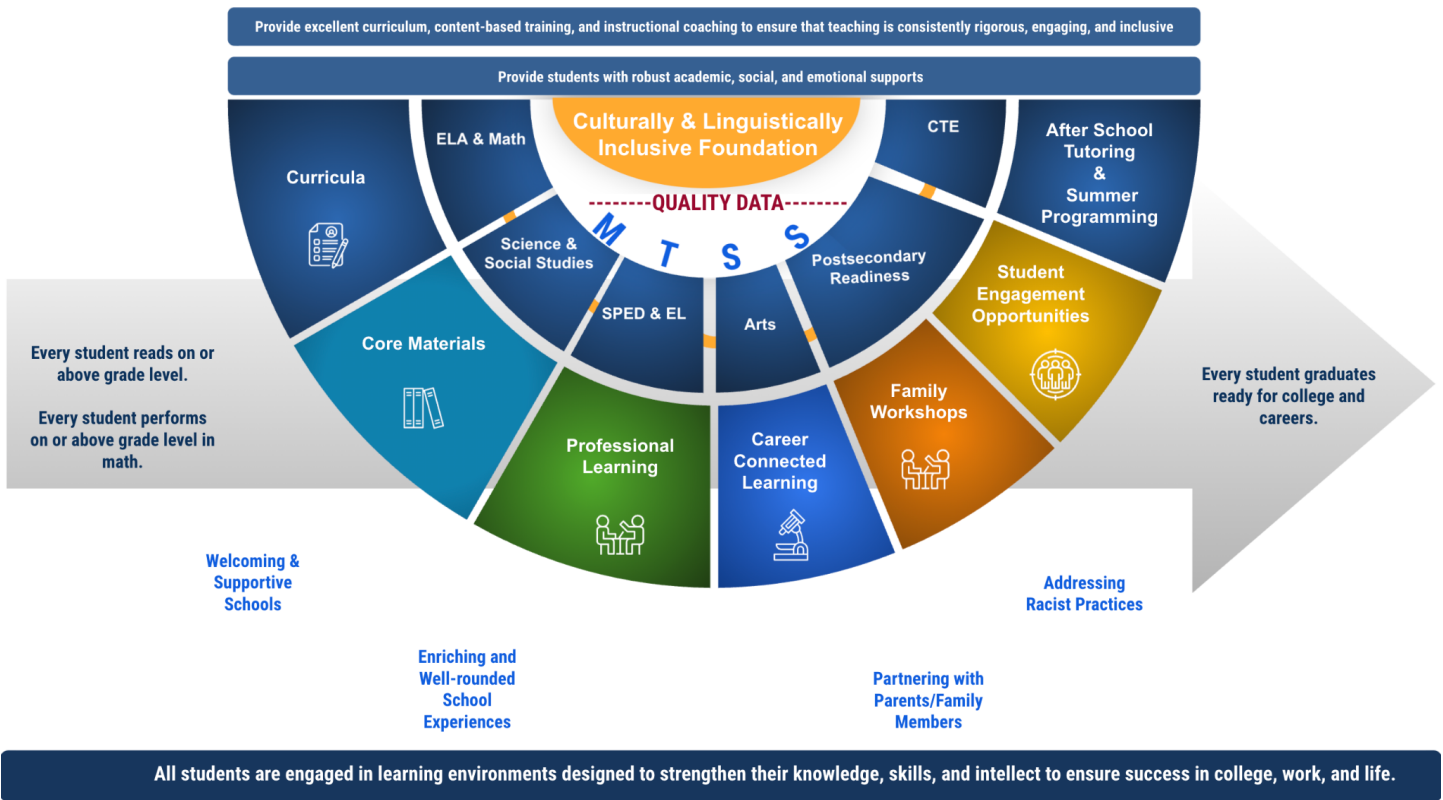 Provide excellent curriculum, content-based training, and instructional coaching to ensure that teaching is consistently rigorous, engaging, and inclusive
Provide students with robust academic, social, and emotional supports
Culturally & Linguistically
Inclusive Foundation
--------QUALITY DATA--------
M T S S
ELA & Math
Science &
Social Studies
SPED & EL
Arts
Postsecondary
Readiness
CTE
Curricula
Core Materials
Professional
Learning
Career
Connected
Learning
Family
Workshops
Student
Engagement
Opportunities
After School
Tutoring
&
Summer
Programming
Every student reads on or
above grade level.
Every student performs
on or above grade level in
math.
Every student graduates
ready for college and
careers.
Welcoming &
Supportive
Schools
Enriching and
Well-rounded
School
Experiences
Partnering with
Parents/Family
Members
Addressing
Racist Practices
All students are engaged in learning environments designed to strengthen their knowledge, skills, and intellect to ensure success in college, work, and life.